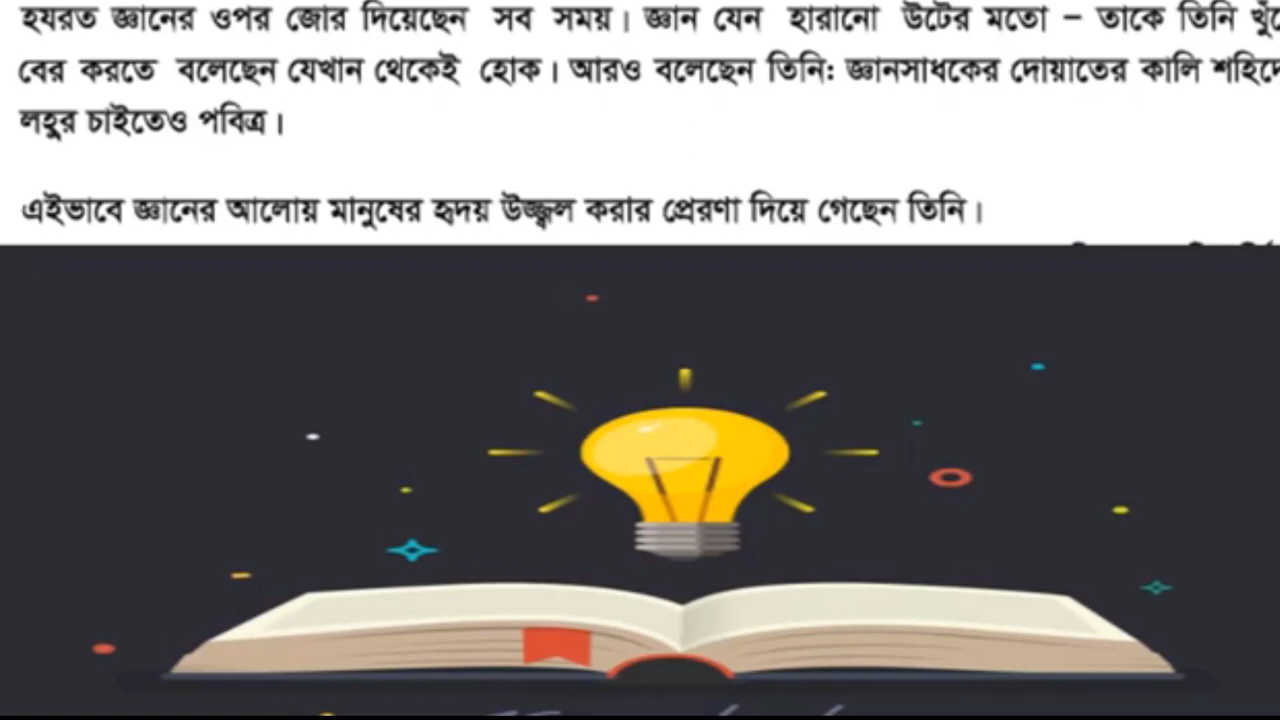 হযরত জ্ঞানের ওপর জোর দিয়েছেন সব সময়। জ্ঞান যেন হারানো উটের মতো – তাকে তিনি
বের করতে বলেছেন যেখান থেকেই হোক। আরও বলেছেন তিনি: জ্ঞানসাধকের দোয়াতের কালি
লহুর চাইতেও পবিত্র।
এইভাবে জ্ঞানের আলোয় মানুষের হৃদয় উজ্জ্বল করার প্রেরণা দিয়ে গেছেন তিনি।